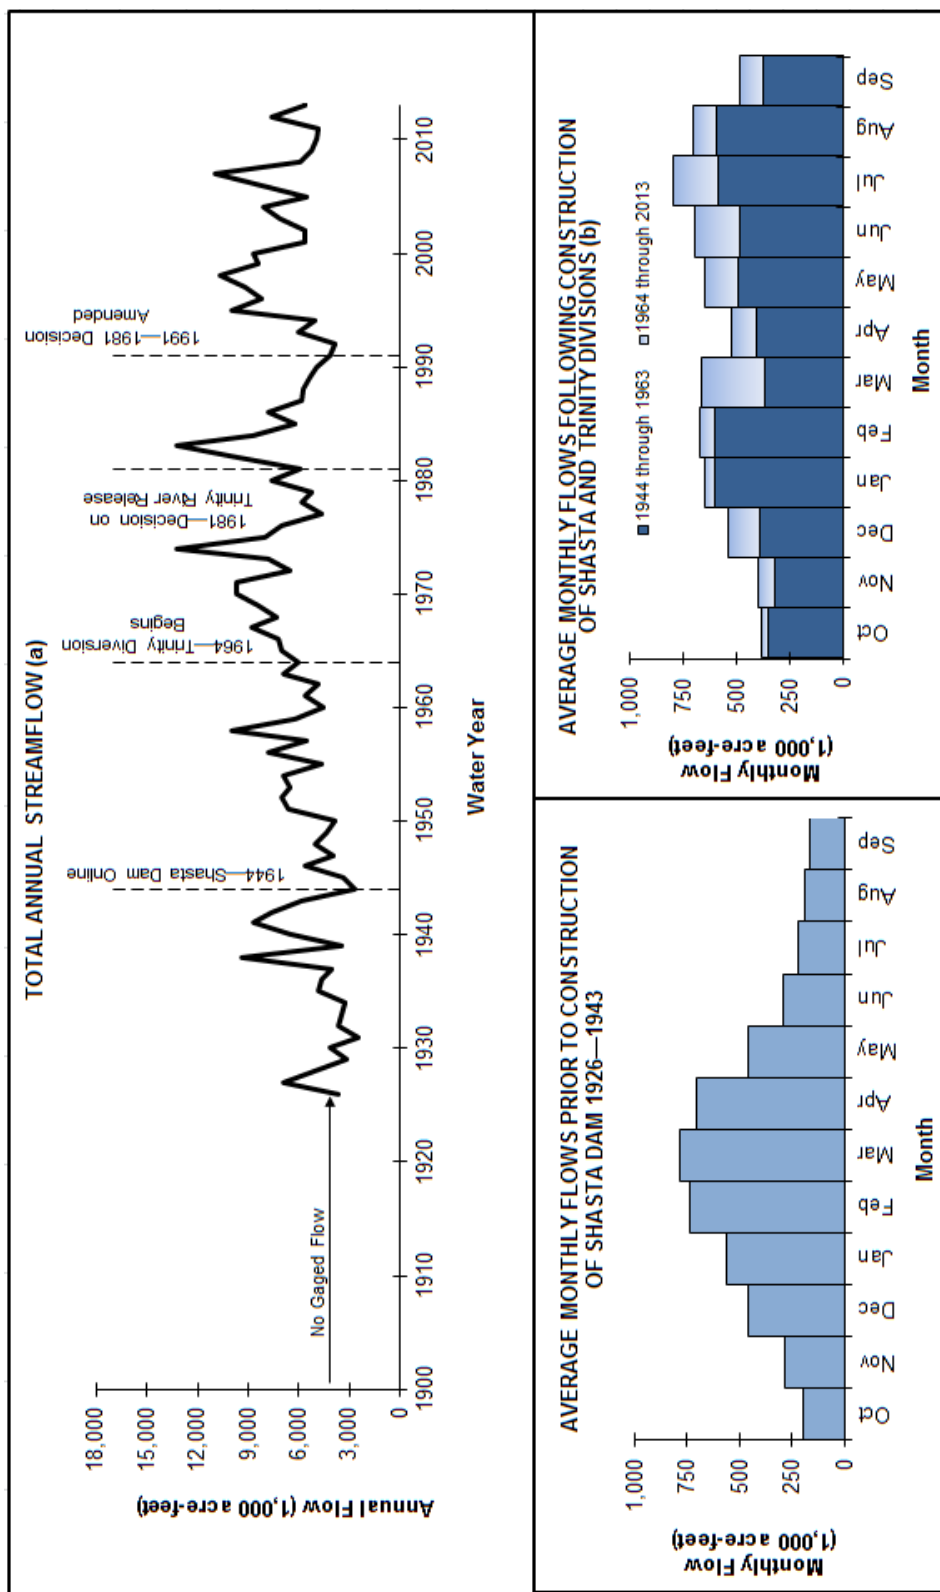 TOTAL ANNUAL STREAMFLOW (a)
18,000
15,000
12,000
9,000
6,000
3,000
0
Annual Flow (1,000 acre-feet)
No Gaged Flow
1944—Shasta Dam Online
1964—Trinity Diversion
Begins
1981—Decision on
Trinity River Release
1991—1981 Decision
Amended
1900
1910
1920
1930
1940
1950
1960
1970
1980
1990
2000
2010
Water Year
AVERAGE MONTHLY FLOWS PRIOR TO CONSTRUCTION
OF SHASTA DAM 1926—1943
1,000
750
500
250
0
Monthly Flow
(1,000 acre-feet)
Oct
Nov
Dec
Jan
Feb
Mar
Apr
May
Jun
Jul
Aug
Sep
Month
AVERAGE MONTHLY FLOWS FOLLOWING CONSTRUCTION
OF SHASTA AND TRINITY DIVISIONS (b)
1944 through 1963
1964 through 2013
1,000
750
500
250
0
Monthly Flow
(1,000 acre-feet)
Oct
Nov
Dec
Jan
Feb
Mar
Apr
May
Jun
Jul
Aug
Sep
Month